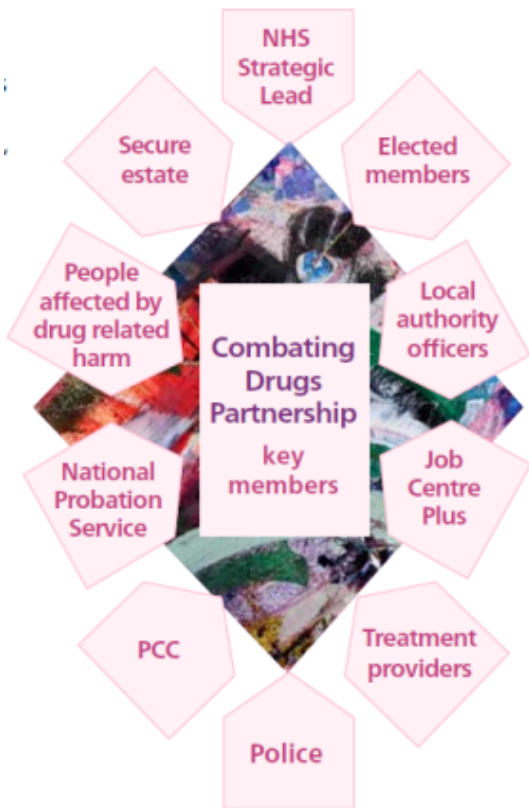 NHS
Strategic
Lead
Secure
estate
Elected
members
People
affected by
drug related
harm
Local
authority
officers
Combating
Drugs
Partnership
key
members
National
Probation
Service
Job
Centre
Plus
PCC
Treatment
providers
Police